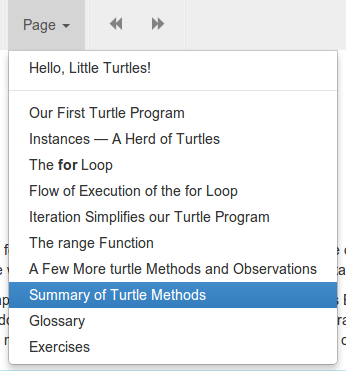 Page
Hello, Little Turtles!
Our First Turtle Program
Instances — A Herd of Turtles
The for Loop
Flow of Execution of the for Loop
Iteration Simplifies our Turtle Program
The range Function
A Few More turtle Methods and Observations
Summary of Turtle Methods
Glossary
Exercises